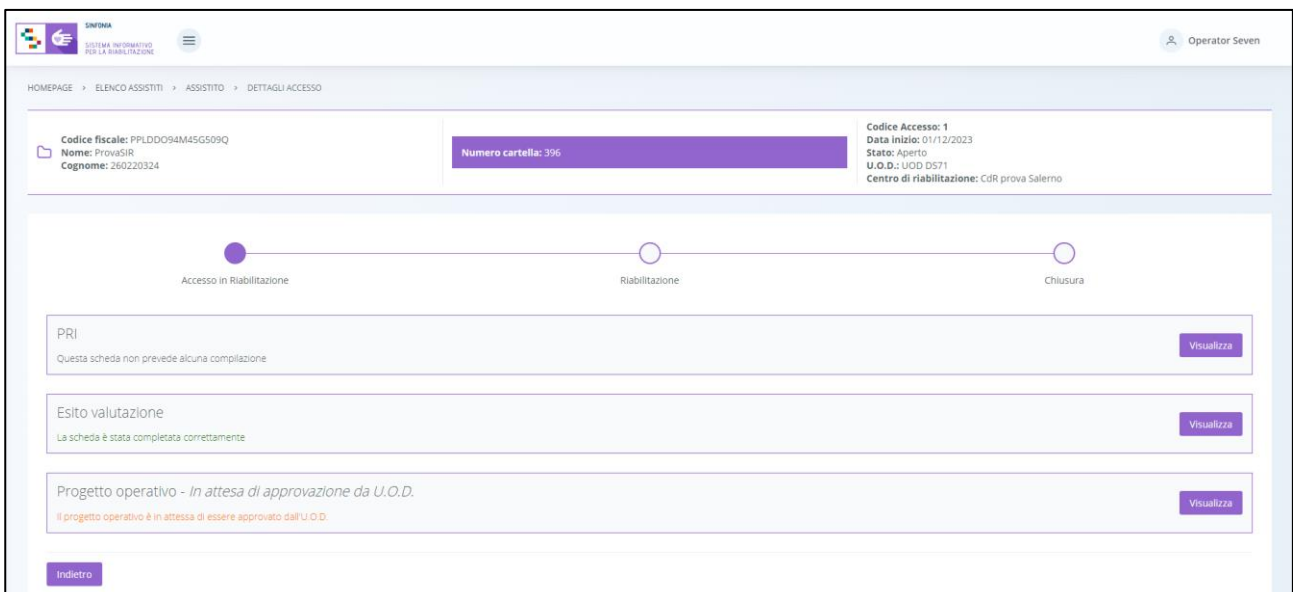 SINFONIA
SISTEMA INFORMATIVO
PER LA RIABILITAZIONE
Operator Seven
HOMEPAGE > ELENCO ASSISTITI > ASSISTITO > DETTAGLI ACCESSO
Codice fiscale: PPLDDO94M45G509Q
Nome: ProvaSIR
Cognome: 260220324
Numero cartella: 396
Codice Accesso: 1
Data inizio: 01/12/2023
Stato: Aperto
U.O.D.: UOD DS71
Centro di riabilitazione: CdR prova Salerno
Accesso in Riabilitazione
Riabilitazione
Chiusura
PRI
Questa scheda non prevede alcuna compilazione
Visualizza
Esito valutazione
La scheda è stata completata correttamente
Visualizza
Progetto operativo - In attesa di approvazione da U.O.D.
Il progetto operativo è in attessa di essere approvato dall'U.O.D.
Visualizza
Indietro